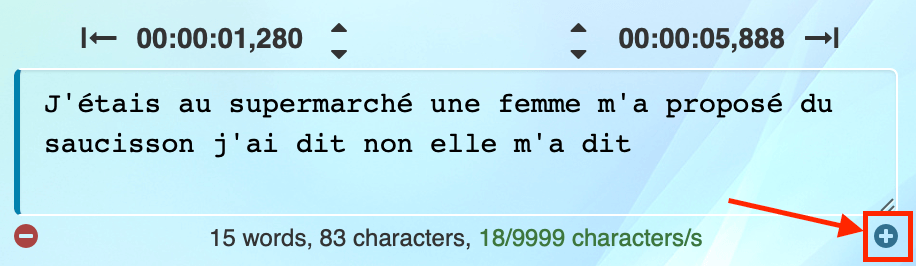 00:00:01,280 00:00:05,888
J'étais au supermarché une femme m'a proposé du
saucisson j'ai dit non elle m'a dit
15 words, 83 characters, 18/9999 characters/s